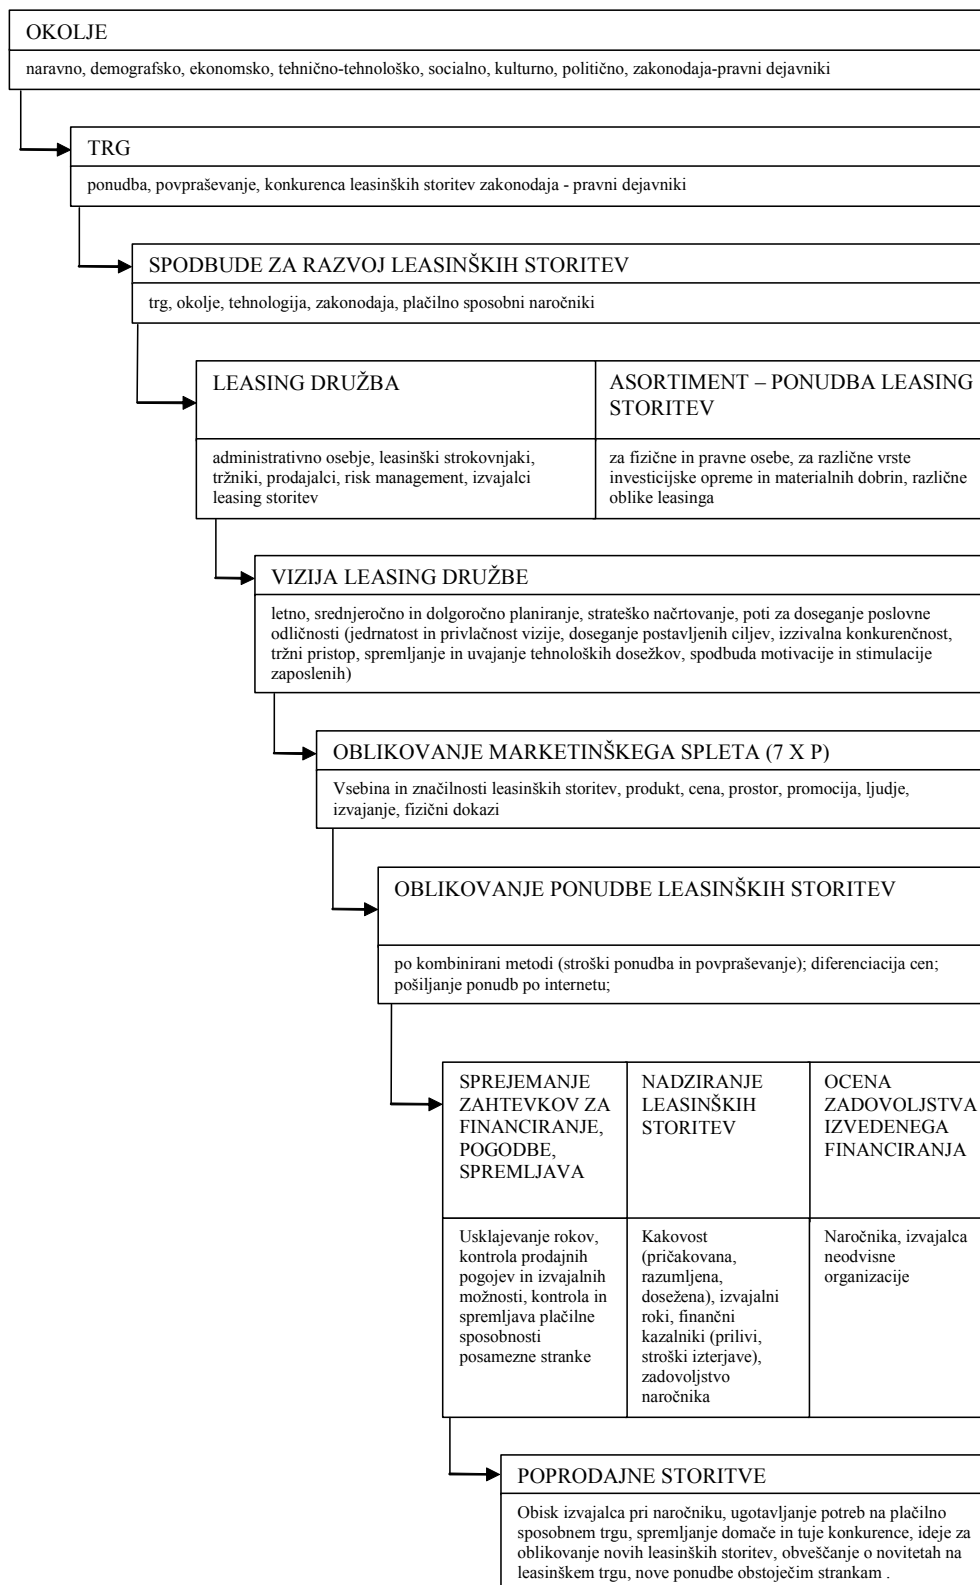 OKOLJE
naravno, demografsko, ekonomsko, tehnično-tehnološko, socialno, kulturno, politično, zakonodaja-pravni dejavniki
TRG
ponudba, povpraševanje, konkurenca leasinških storitev zakonodaja - pravni dejavniki
SPODBUDE ZA RAZVOJ LEASINŠKIH STORITEV
trg, okolje, tehnologija, zakonodaja, plačilno sposobni naročniki
LEASING DRUŽBA
administrativno osebje, leasinški strokovnjaki,
tržniki, prodajalci, risk management, izvajalci
leasing storitev
ASORTIMENT – PONUDBA LEASING
STORITEV
za fizične in pravne osebe, za različne vrste
investicijske opreme in materialnih dobrin, različne
oblike leasinga
VIZIJA LEASING DRUŽBE
letno, srednjeročno in dolgoročno planiranje, strateško načrtovanje, poti za doseganje poslovne
odličnosti (jedrnatost in privlačnost vizije, doseganje postavljenih ciljev, izzivalna konkurenčnost,
tržni pristop, spremljanje in uvajanje tehnoloških dosežkov, spodbuda motivacije in stimulacije
zaposlenih)
OBLIKOVANJE MARKETINŠKEGA SPLETA (7 X P)
Vsebina in značilnosti leasinških storitev, produkt, cena, prostor, promocija, ljudje,
izvajanje, fizični dokazi
OBLIKOVANJE PONUDBE LEASINŠKIH STORITEV
po kombinirani metodi (stroški ponudba in povpraševanje); diferenciacija cen;
pošiljanje ponudb po internetu;
SPREJEMANJE
ZAHTEVKOV ZA
FINANCIRANJE,
POGODBE,
SPREMLJAVA
Usklajevanje rokov,
kontrola prodajnih
pogojev in izvajalnih
možnosti, kontrola in
spremljava plačilne
sposobnosti
posamezne stranke
NADZIRANJE
LEASINŠKIH
STORITEV
Kakovost
(pričakovana,
razumljena,
dosežena), izvajalni
roki, finančni
kazalniki (prilivi,
stroški izterjave),
zadovoljstvo
naročnika
OCENA
ZADOVOLJSTVA
IZVEDENEGA
FINANCIRANJA
Naročnika, izvajalca
neodvisne
organizacije
POPRODAJNE STORITVE
Obisk izvajalca pri naročniku, ugotavljanje potreb na plačilno
sposobnem trgu, spremljanje domače in tuje konkurence, ideje za
oblikovanje novih leasinških storitev, obveščanje o novitetah na
leasinškem trgu, nove ponudbe obstoječim strankam .